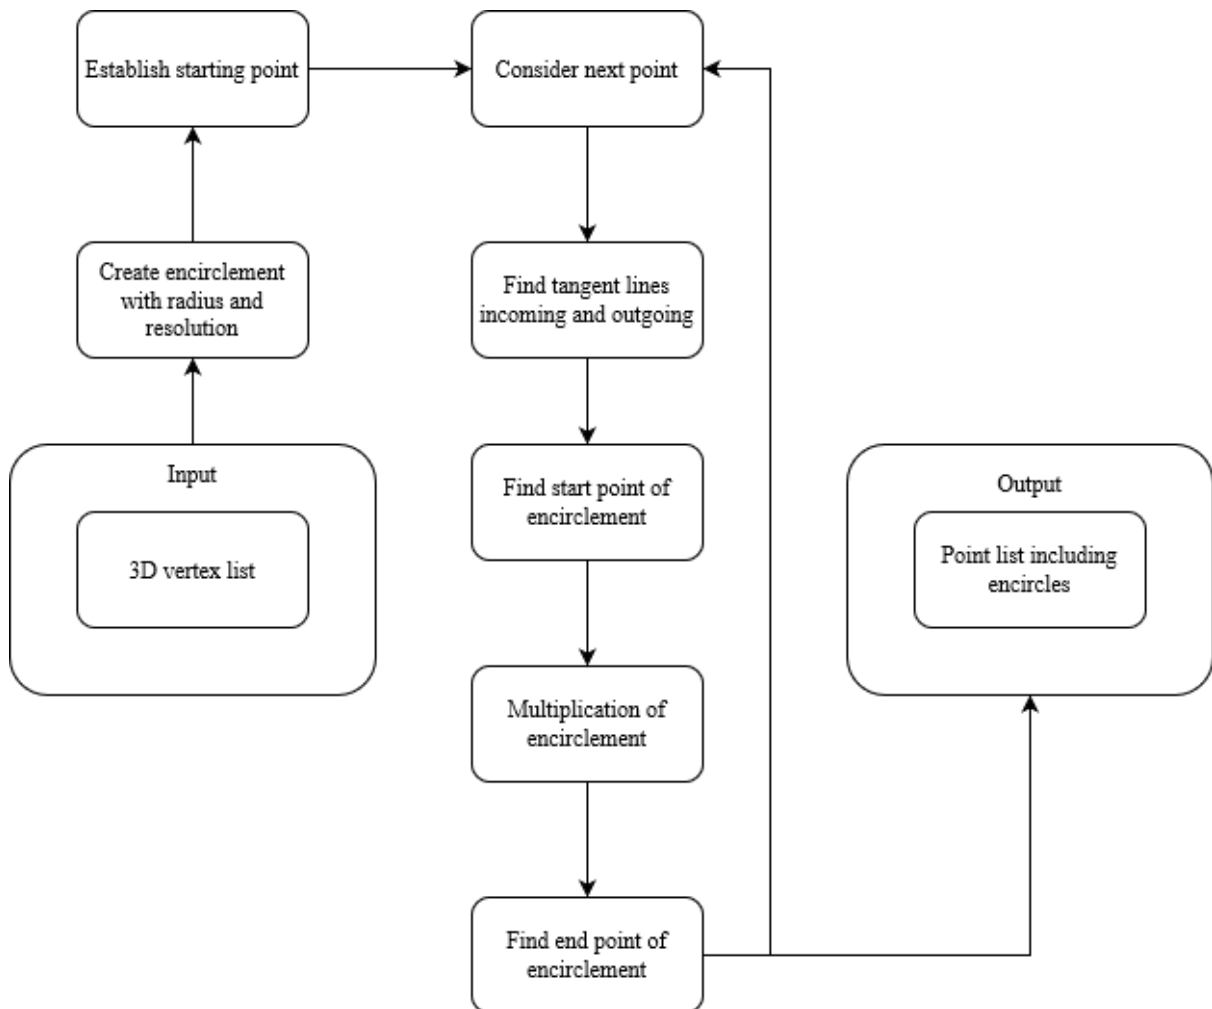 Establish starting point
Consider next point
Create encirclement
with radius and
resolution
Find tangent lines
incoming and outgoing
Input
3D vertex list
Find start point of
encirclement
Output
Point list including
encircles
Multiplication of
encirclement
Find end point of
encirclement